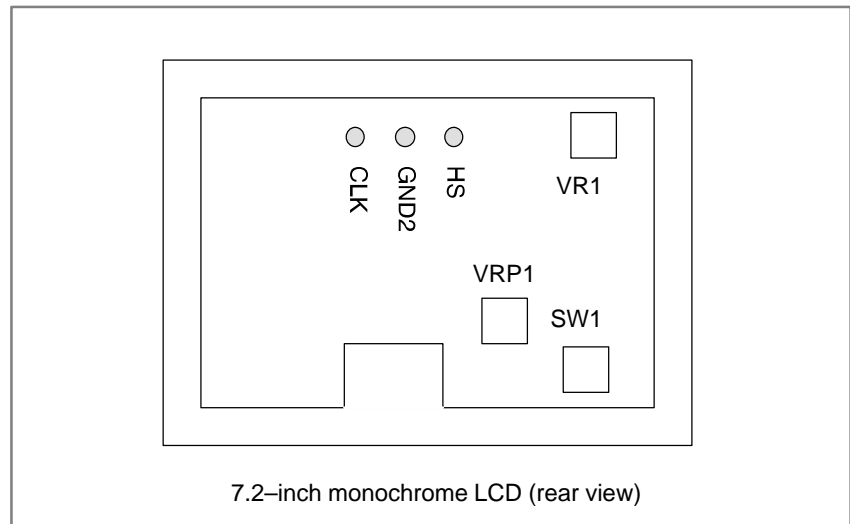 CLK
GND2
HS
VR1
VRP1
SW1
7.2–inch monochrome LCD (rear view)